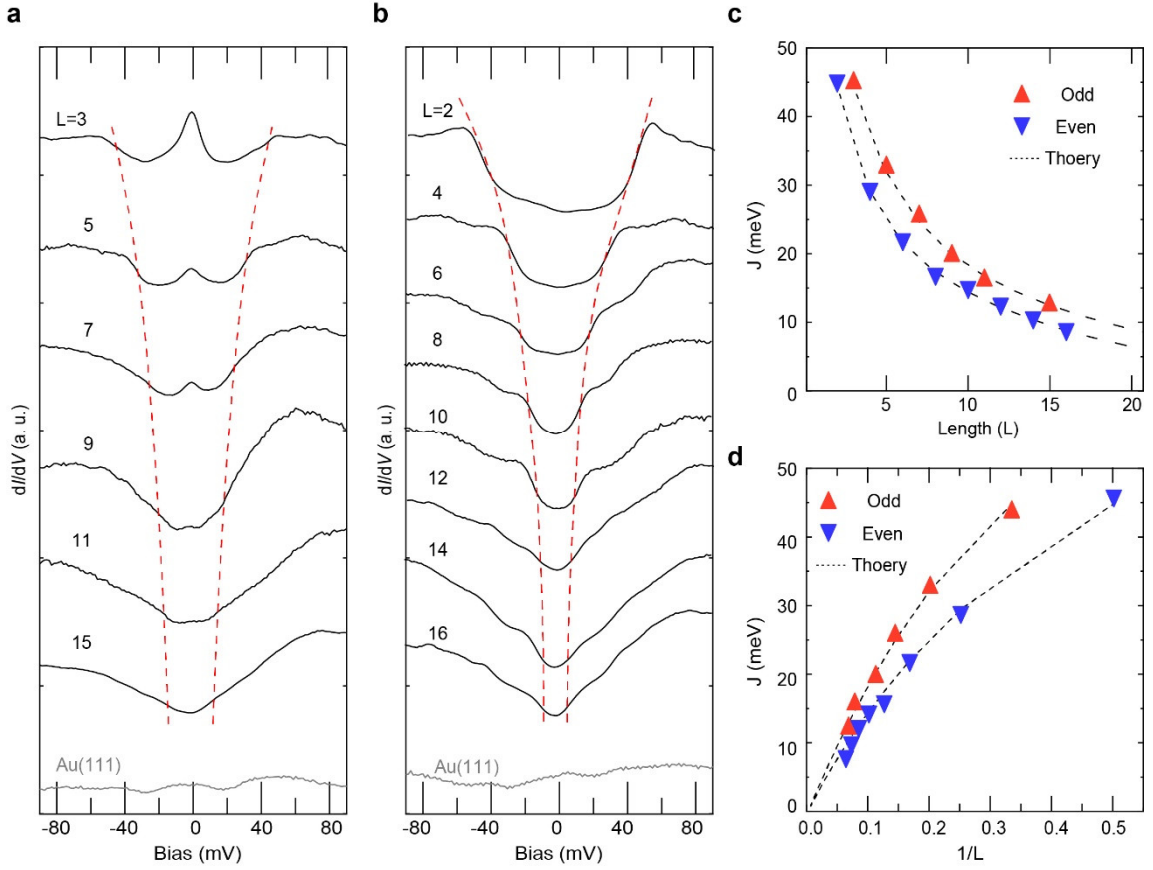 a
L=3
5
7
9
11
15
Au(111)
dI/dV (a. u.)
-80 -40 0 40 80
Bias (mV)
b
L=2
4
6
8
10
12
14
16
Au(111)
dI/dV (a. u.)
-80 -40 0 40 80
Bias (mV)
c
50
40
30
20
10
0
J (meV)
Odd
Even
Thoery
5 10 15 20
Length (L)
d
50
40
30
20
10
0
J (meV)
Odd
Even
Thoery
0.0 0.1 0.2 0.3 0.4 0.5
1/L